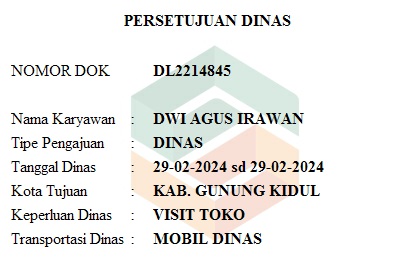 PERSETUJUAN DINAS
NOMOR DOK DL2214845
Nama Karyawan : DWI AGUS IRAWAN
Tipe Pengajuan : DINAS
Tanggal Dinas : 29-02-2024 sd 29-02-2024
Kota Tujuan : KAB. GUNUNG KIDUL
Keperluan Dinas : VISIT TOKO
Transportasi Dinas : MOBIL DINAS